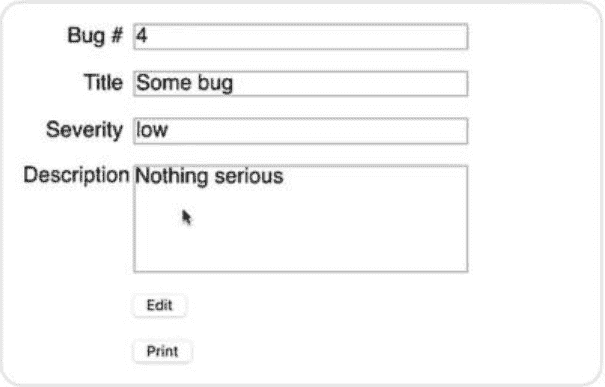 Bug # 4
Title Some bug
Severity low
Description Nothing serious
Edit
Print